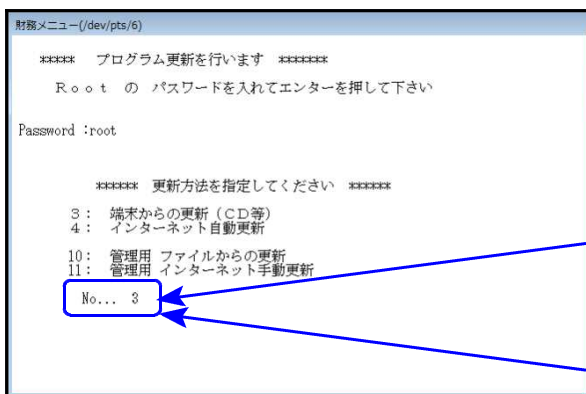 財務メニュー(/dev/pts/6)
***** プログラム更新を行います *******
Ｒｏｏｔ の パスワードを入れてエンターを押して下さい
Password :root
****** 更新方法を指定してください ******
3: 端末からの更新(ＣＤ等)
4: インターネット自動更新
10: 管理用 ファイルからの更新
11: 管理用 インターネット手動更新
No... 3